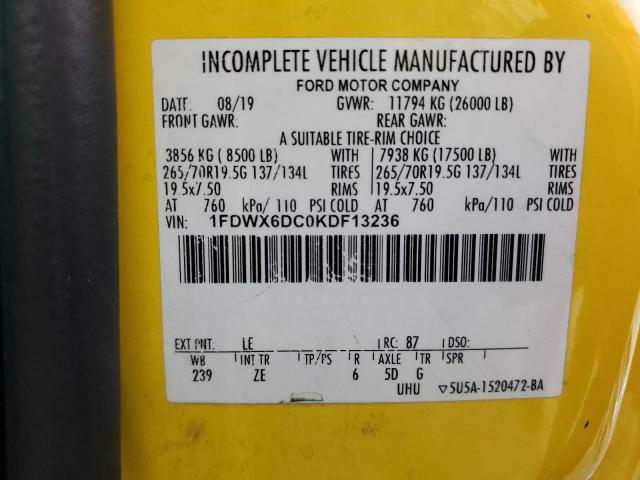 INCOMPLETE VEHICLE MANUFACTURED BY
FORD MOTOR COMPANY
DATE: 08/19 GVWR: 11794 KG (26000 LB)
FRONT GAWR: REAR GAWR:
A SUITABLE TIRE-RIM CHOICE
3856 KG ( 8500 LB) WITH 7938 KG (17500 LB) WITH
265/70R19.5G 137/134L TIRES 265/70R19.5G 137/134L TIRES
19.5x7.50 RIMS 19.5x7.50 RIMS
AT 760 kPa/ 110 PSI COLD AT 760 kPa/110 PSI COLD
VIN: 1FDWX6DC0KDF13236
EXT PNT: LE RC: 87 DSO:
WB INT TR TP/PS R AXLE TR SPR
239 ZE 6 5D G
UHU ▽5U5A-1520472-BA